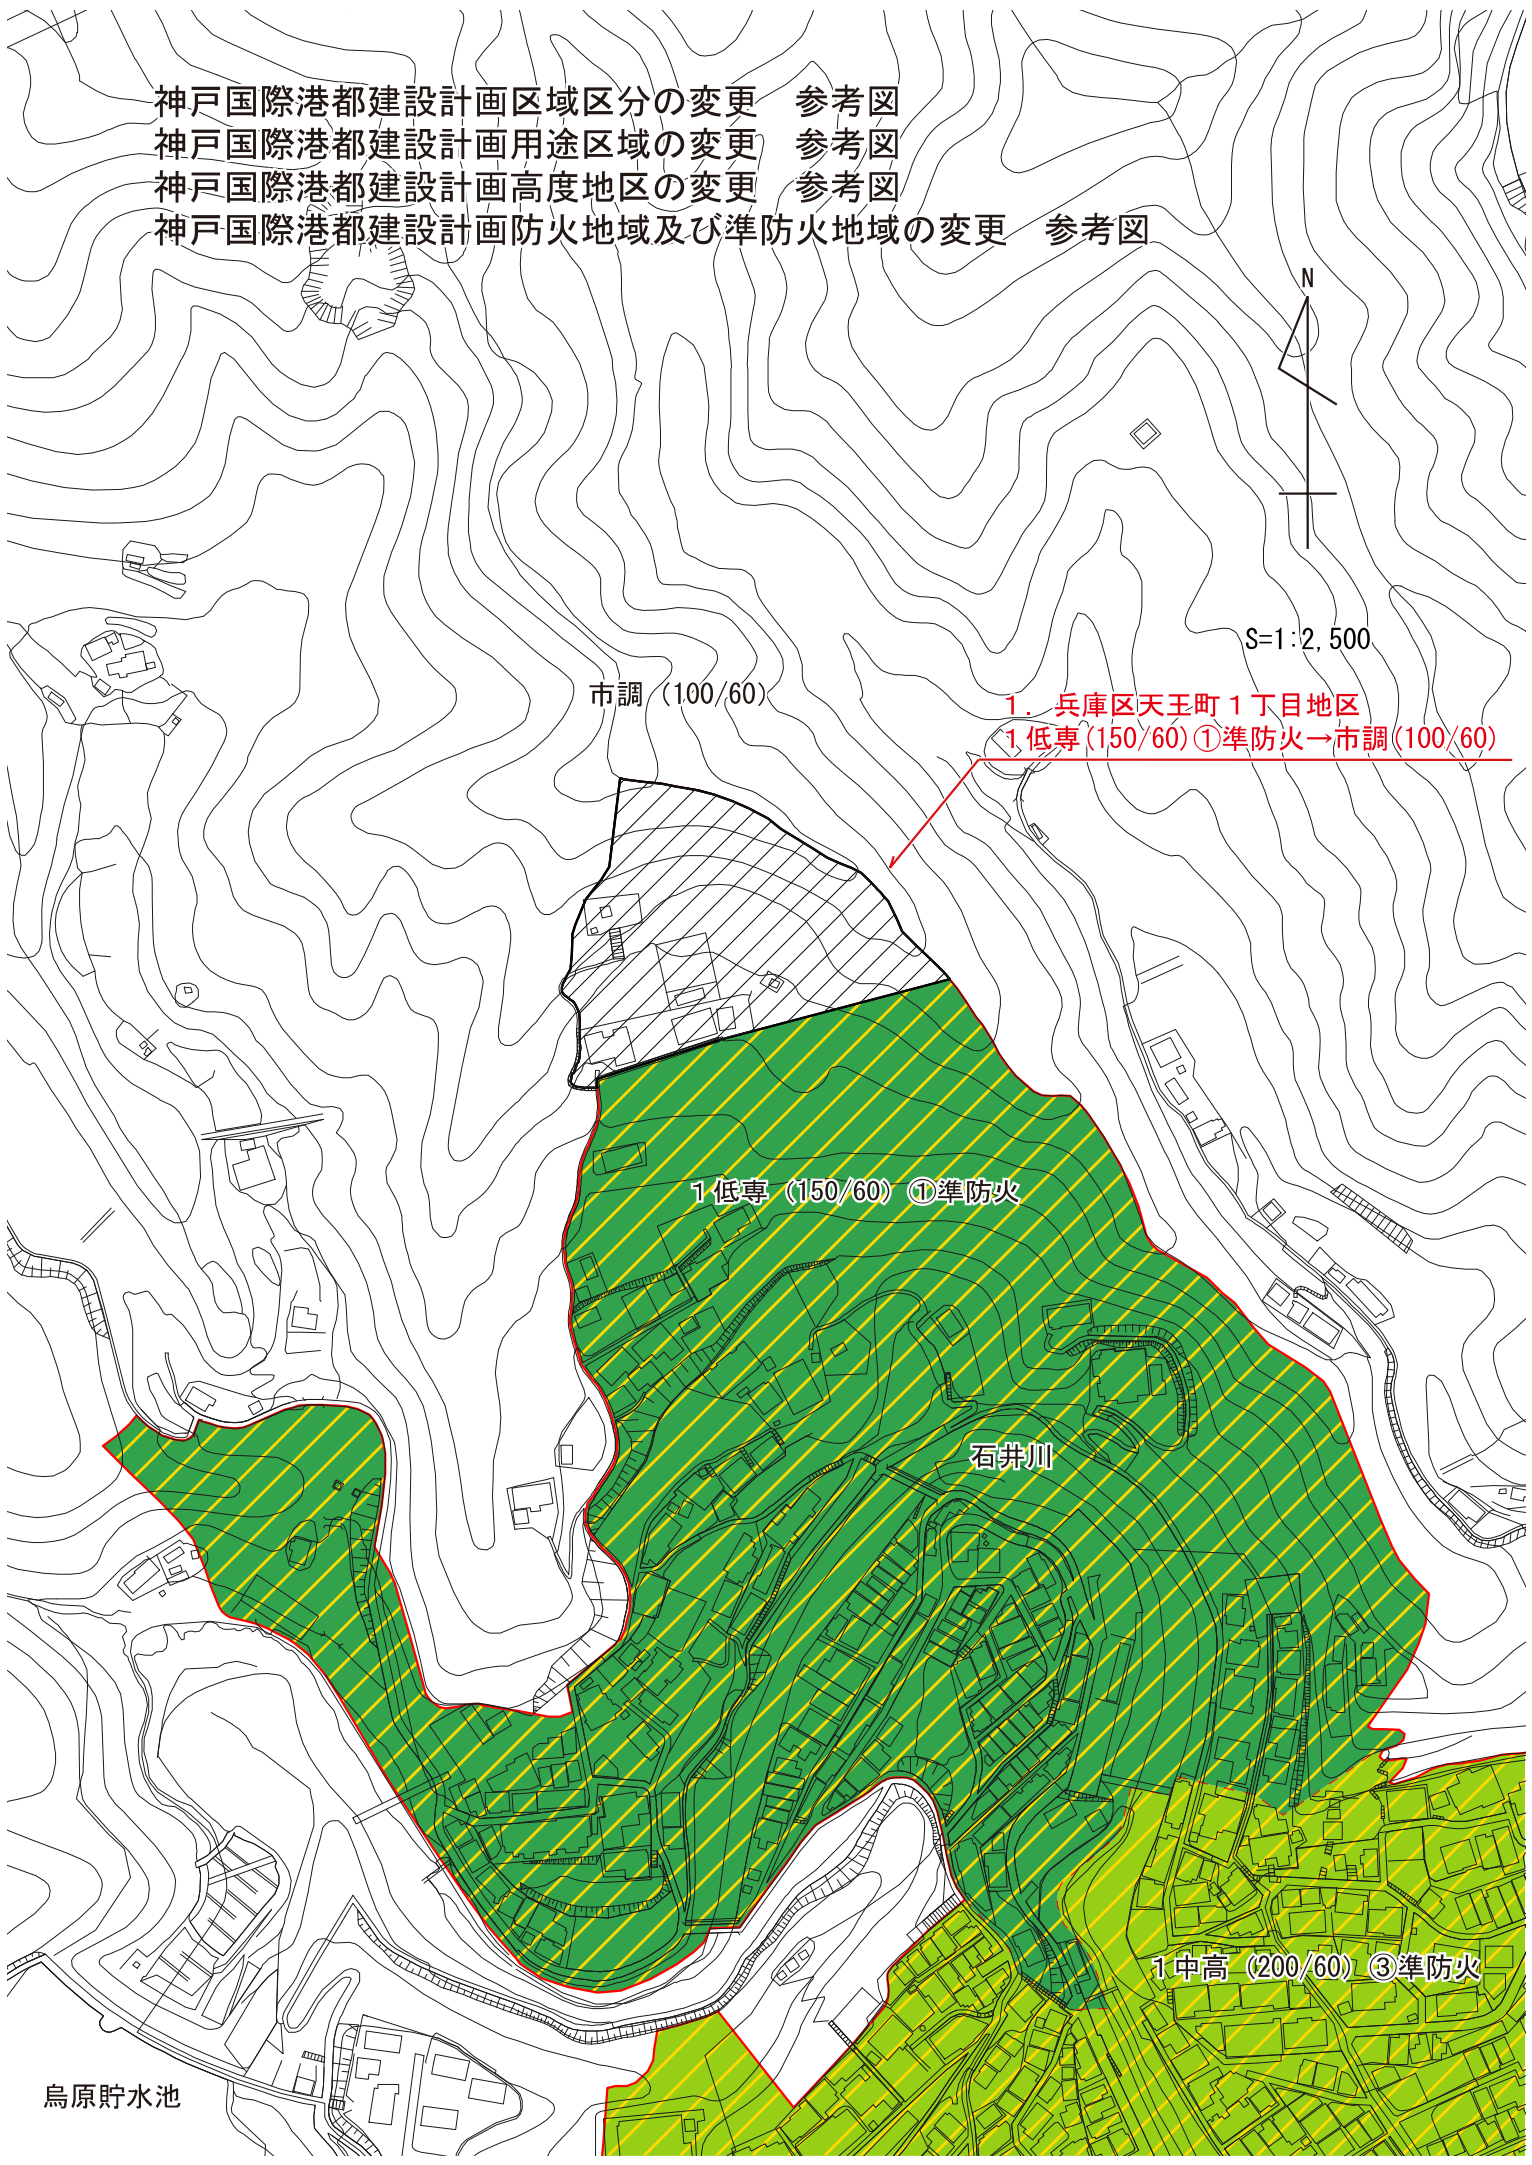 神戸国際港都建設計画区域区分の変更　参考図
神戸国際港都建設計画用途区域の変更　参考図
神戸国際港都建設計画高度地区の変更　参考図
神戸国際港都建設計画防火地域及び準防火地域の変更　参考図
N
S=1:2,500
市調 (100/60)
１．兵庫区天王町１丁目地区
１低専(150/60)①準防火→市調(100/60)
１低専 (150/60) ①準防火
石井川
１中高 (200/60) ③準防火
烏原貯水池